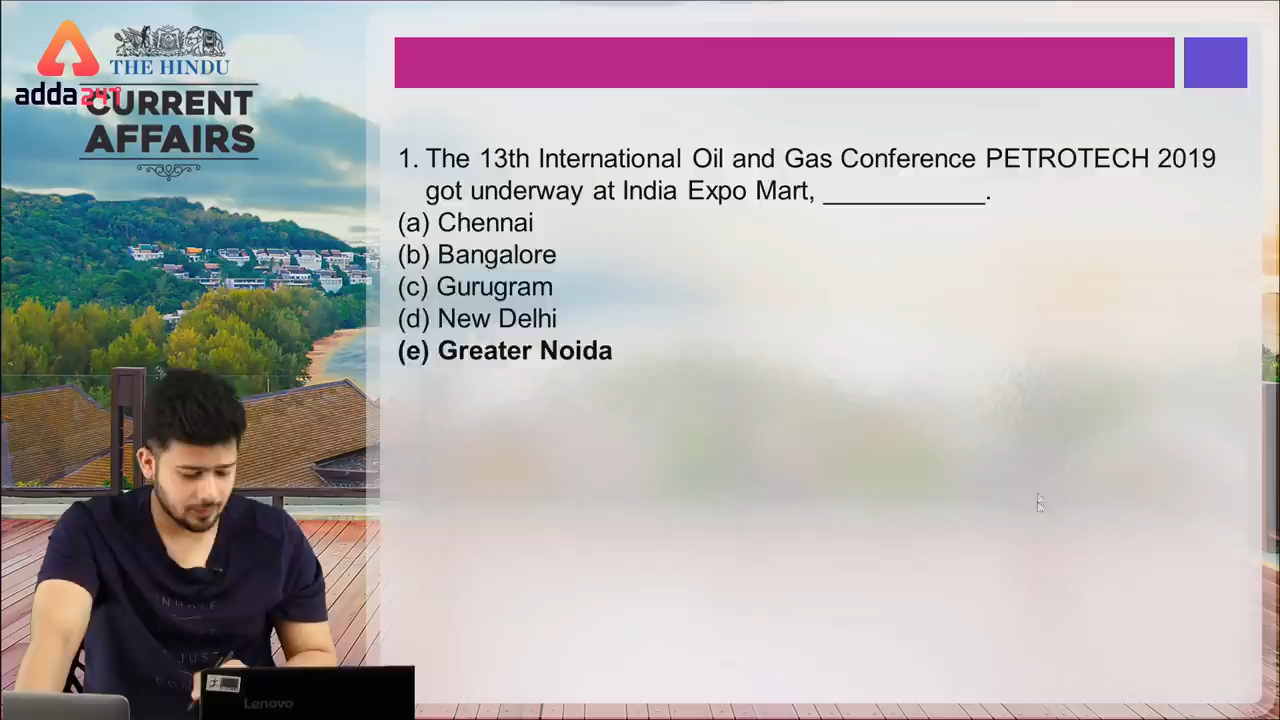 THE HINDU
adda247
CURRENT
AFFAIRS
1. The 13th International Oil and Gas Conference PETROTECH 2019
got underway at India Expo Mart, ____________.
(a) Chennai
(b) Bangalore
(c) Gurugram
(d) New Delhi
(e) Greater Noida
INHALE
Lenovo